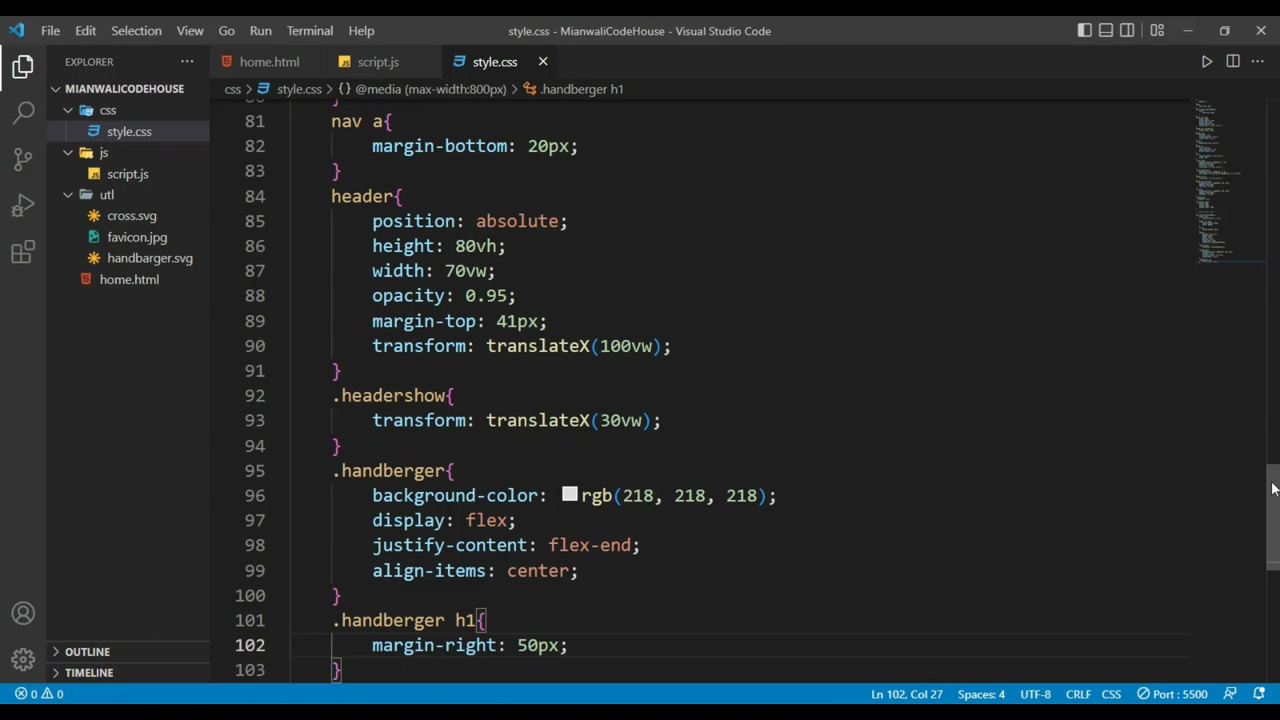 File Edit Selection View Go Run Terminal Help style.css - MianwaliCodeHouse - Visual Studio Code
EXPLORER
MIANWALICODEHOUSE
css
style.css
js
script.js
utl
cross.svg
favicon.jpg
handbarger.svg
home.html
OUTLINE
TIMELINE
home.html script.js style.css
css > style.css > {} @media (max-width:800px) > .handberger h1
81 nav a{
82 margin-bottom: 20px;
83 }
84 header{
85 position: absolute;
86 height: 80vh;
87 width: 70vw;
88 opacity: 0.95;
89 margin-top: 41px;
90 transform: translateX(100vw);
91 }
92 .headershow{
93 transform: translateX(30vw);
94 }
95 .handberger{
96 background-color: rgb(218, 218, 218);
97 display: flex;
98 justify-content: flex-end;
99 align-items: center;
100 }
101 .handberger h1{
102 margin-right: 50px;
103 }
0 0 Ln 102, Col 27 Spaces: 4 UTF-8 CRLF CSS Port : 5500